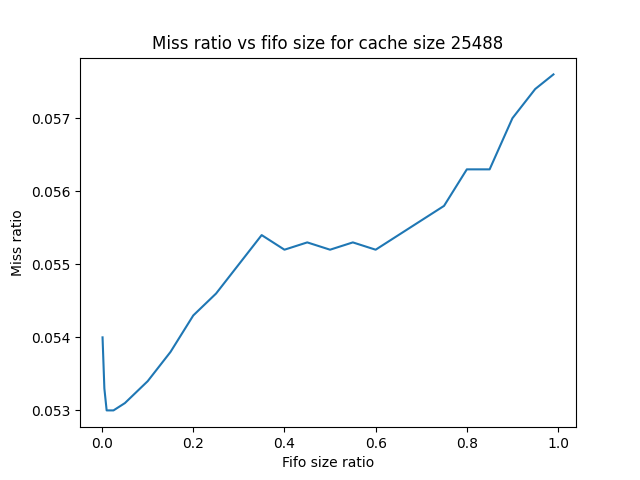 Miss ratio vs fifo size for cache size 25488
0.057
0.056
0.055
0.054
0.053
Miss ratio
0.0 0.2 0.4 0.6 0.8 1.0
Fifo size ratio